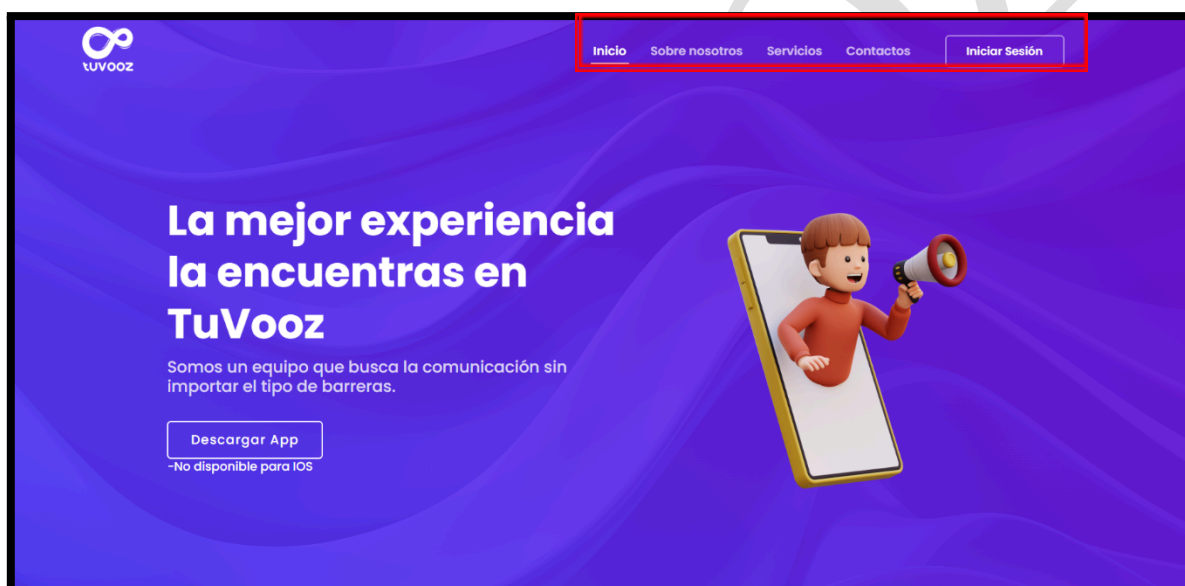 tuvooz
Inicio Sobre nosotros Servicios Contactos Iniciar Sesión
La mejor experiencia
la encuentras en
TuVooz
Somos un equipo que busca la comunicación sin
importar el tipo de barreras.
Descargar App
-No disponible para IOS